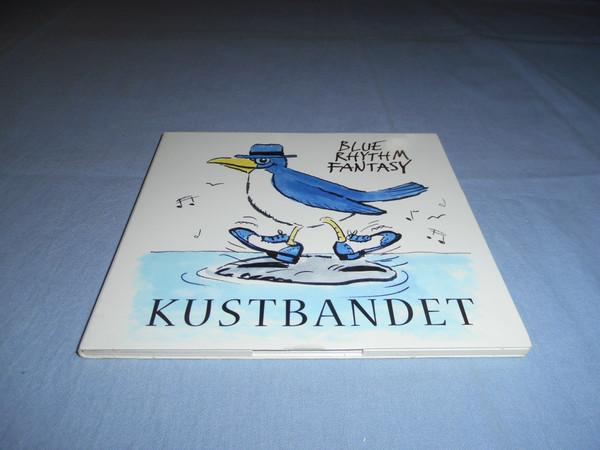 BLUE
RHYTHM
FANTASY
KUSTBANDET